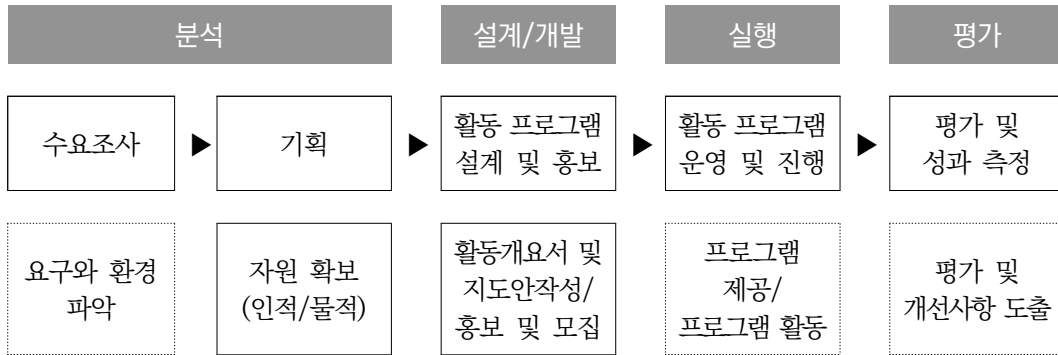 분석
설계/개발
실행
평가
수요조사
기획
활동 프로그램
설계 및 홍보
활동 프로그램
운영 및 진행
평가 및
성과 측정
요구와 환경
파악
자원 확보
(인적/물적)
활동개요서 및
지도안작성/
홍보 및 모집
프로그램
제공/
프로그램 활동
평가 및
개선사항 도출